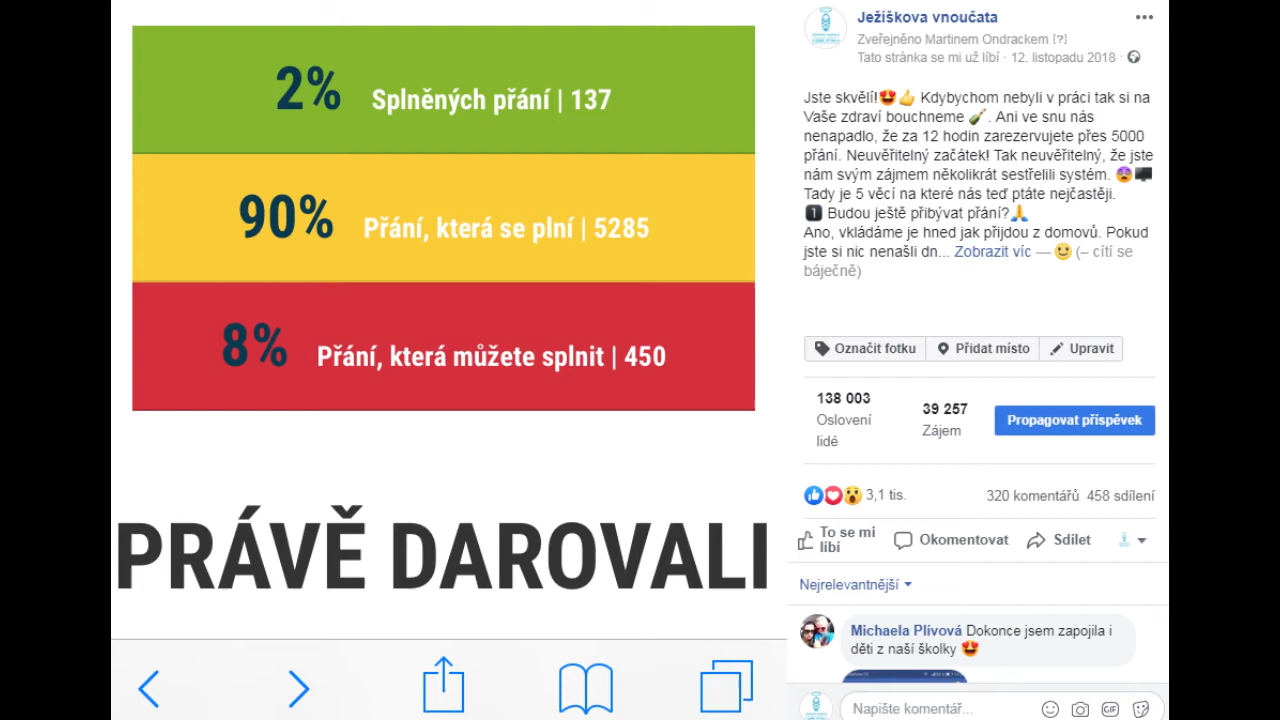 2% Splněných přání | 137
90% Přání, která se plní | 5285
8% Přání, která můžete splnit | 450
PRÁVĚ DAROVALI
Ježíškova vnoučata
Zveřejněno Martinem Ondrackem [?]
Tato stránka se mi už líbí · 12. listopadu 2018 ·
Jste skvělí!😍👍 Kdybychom nebyli v práci tak si na
Vaše zdraví bouchneme 🍾. Ani ve snu nás
nenapadlo, že za 12 hodin zarezervujete přes 5000
přání. Neuvěřitelný začátek! Tak neuvěřitelný, že jste
nám svým zájmem několikrát sestřelili systém. 😨🖥
Tady je 5 věcí na které nás teď ptáte nejčastěji.
1️⃣ Budou ještě přibývat přání?🙏
Ano, vkládáme je hned jak přijdou z domovů. Pokud
jste si nic nenašli dn... Zobrazit víc — 🙂 (– cítí se
báječně)
Označit fotku Přidat místo Upravit
138 003
Oslovení
lidé
39 257
Zájem
Propagovat příspěvek
3,1 tis. 320 komentářů 458 sdílení
To se mi
líbí
Okomentovat Sdílet
Nejrelevantnější
Michaela Plívová Dokonce jsem zapojila i
děti z naší školky 😍
Napište komentář...
GIF